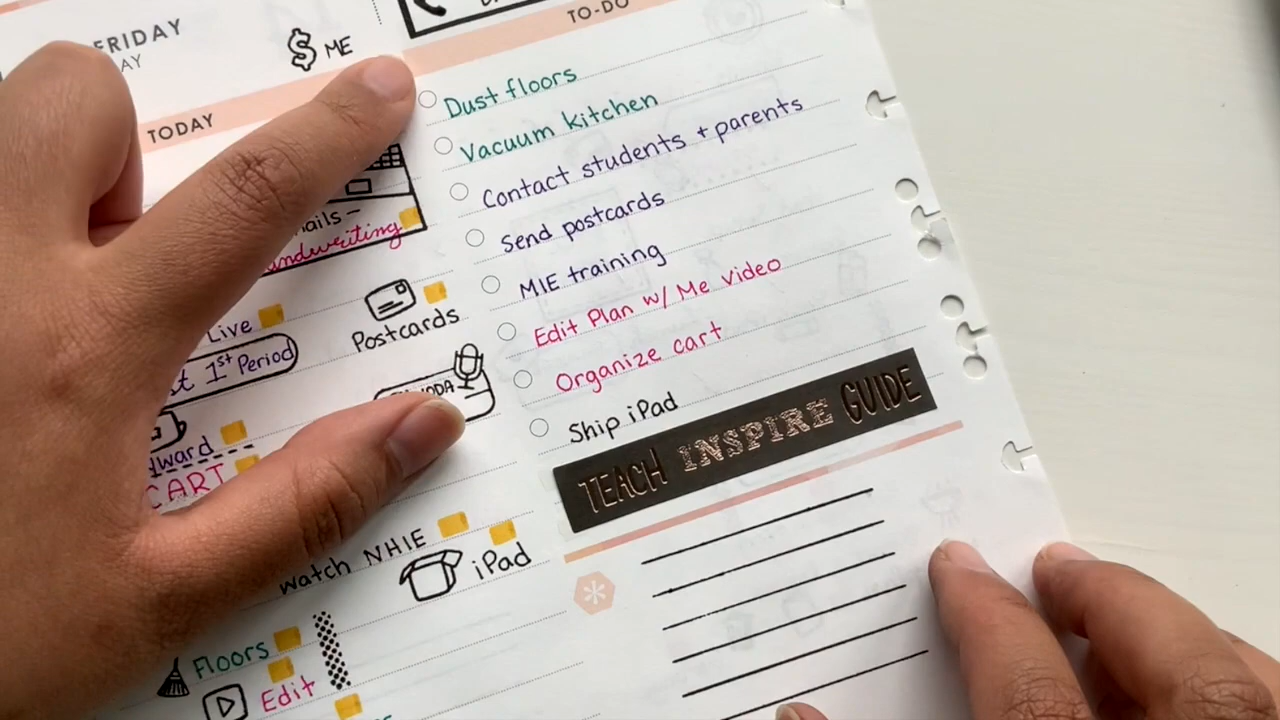 FRIDAY
AY
$ ME
TODAY
Live
1st Period
Postcards
CART
watch NHIE
iPad
Floors
Edit
TO-DO
Dust floors
Vacuum kitchen
Contact students + parents
Send postcards
MIE training
Edit Plan w/ Me Video
Organize cart
Ship iPad
TEACH INSPIRE GUIDE